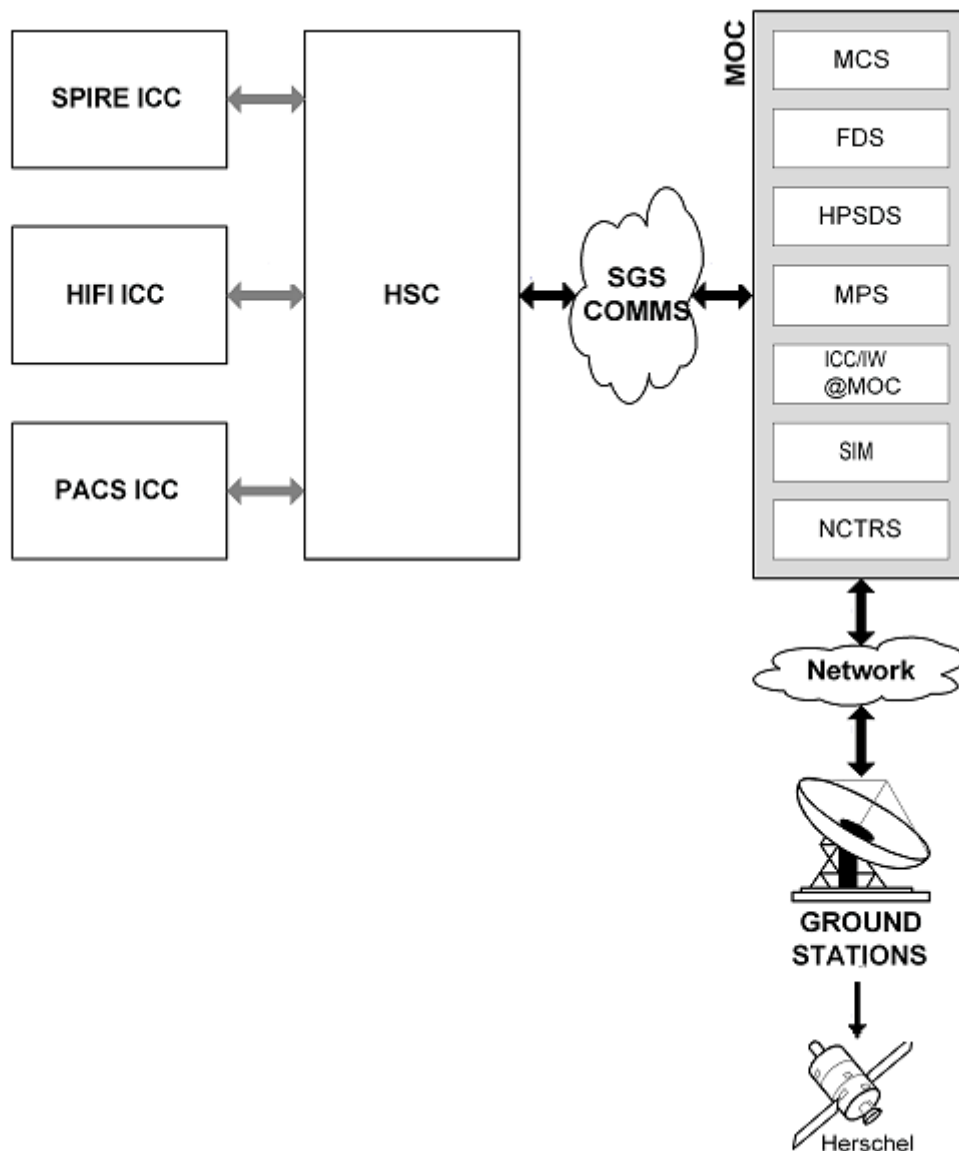 SPIRE ICC
HIFI ICC
PACS ICC
HSC
SGS
COMMS
MOC
MCS
FDS
HPSDS
MPS
ICC/IW
@MOC
SIM
NCTRS
Network
GROUND
STATIONS
Herschel